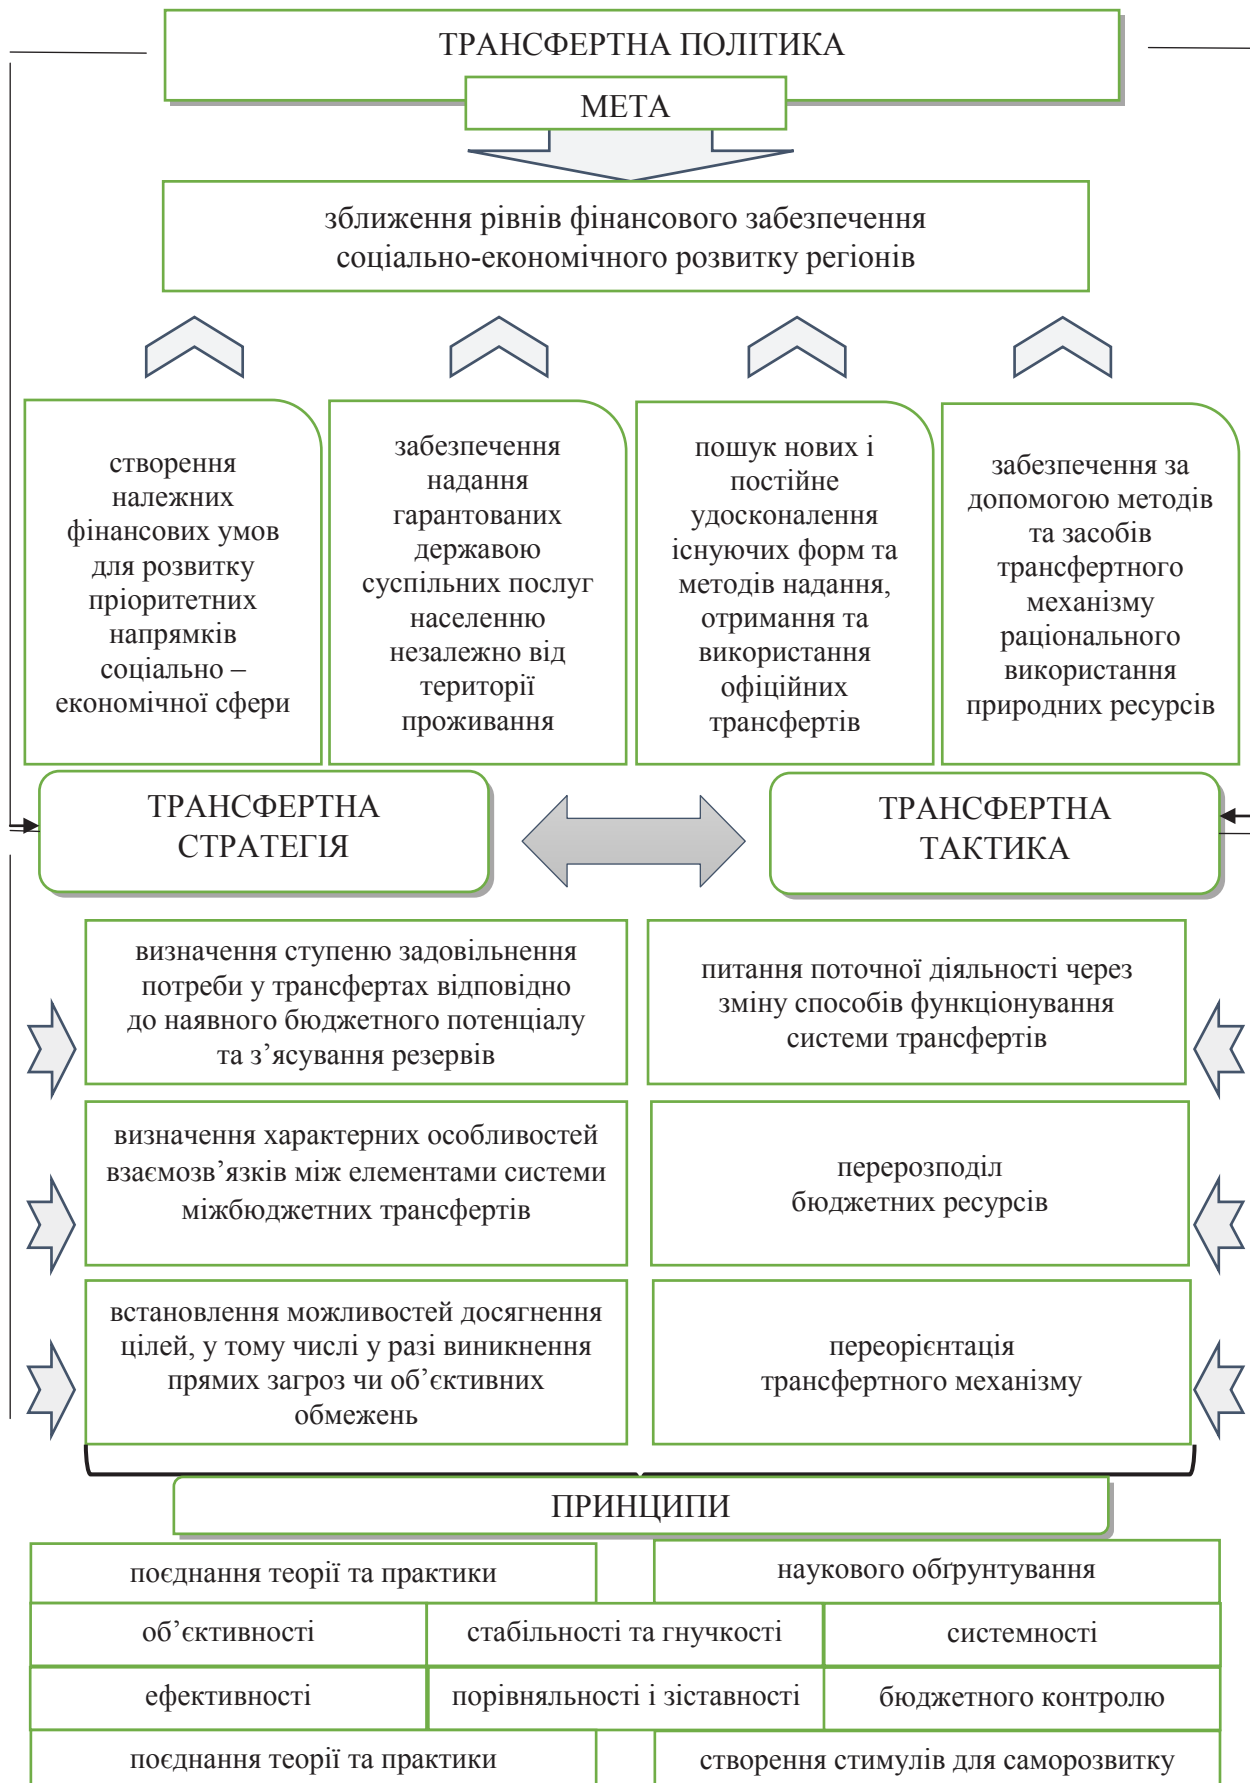 ТРАНСФЕРТНА ПОЛІТИКА
МЕТА
зближення рівнів фінансового забезпечення
соціально-економічного розвитку регіонів
створення
належних
фінансових умов
для розвитку
пріоритетних
напрямків
соціально –
економічної сфери
забезпечення
надання
гарантованих
державою
суспільних послуг
населенню
незалежно від
території
проживання
пошук нових і
постійне
удосконалення
існуючих форм та
методів надання,
отримання та
використання
офіційних
трансфертів
забезпечення за
допомогою методів
та засобів
трансфертного
механізму
раціонального
використання
природних ресурсів
ТРАНСФЕРТНА
СТРАТЕГІЯ
ТРАНСФЕРТНА
ТАКТИКА
визначення ступеню задовільнення
потреби у трансфертах відповідно
до наявного бюджетного потенціалу
та з’ясування резервів
питання поточної діяльності через
зміну способів функціонування
системи трансфертів
визначення характерних особливостей
взаємозв’язків між елементами системи
міжбюджетних трансфертів
перерозподіл
бюджетних ресурсів
встановлення можливостей досягнення
цілей, у тому числі у разі виникнення
прямих загроз чи об’єктивних
обмежень
переорієнтація
трансфертного механізму
ПРИНЦИПИ
поєднання теорії та практики
наукового обґрунтування
об’єктивності
стабільності та гнучкості
системності
ефективності
порівняльності і зіставності
бюджетного контролю
поєднання теорії та практики
створення стимулів для саморозвитку